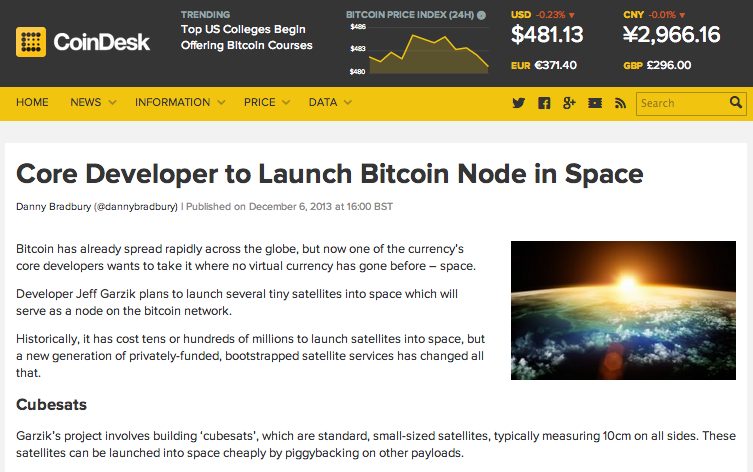 CoinDesk
TRENDING
Top US Colleges Begin
Offering Bitcoin Courses
BITCOIN PRICE INDEX (24H)
$486
$483
$480
USD -0.23% ▼
$481.13
EUR €371.40
CNY -0.01% ▼
¥2,966.16
GBP £296.00
HOME NEWS INFORMATION PRICE DATA
Search
Core Developer to Launch Bitcoin Node in Space
Danny Bradbury (@dannybradbury) | Published on December 6, 2013 at 16:00 BST
Bitcoin has already spread rapidly across the globe, but now one of the currency's
core developers wants to take it where no virtual currency has gone before – space.
Developer Jeff Garzik plans to launch several tiny satellites into space which will
serve as a node on the bitcoin network.
Historically, it has cost tens or hundreds of millions to launch satellites into space, but
a new generation of privately-funded, bootstrapped satellite services has changed all
that.
Cubesats
Garzik's project involves building 'cubesats', which are standard, small-sized satellites, typically measuring 10cm on all sides. These
satellites can be launched into space cheaply by piggybacking on other payloads.